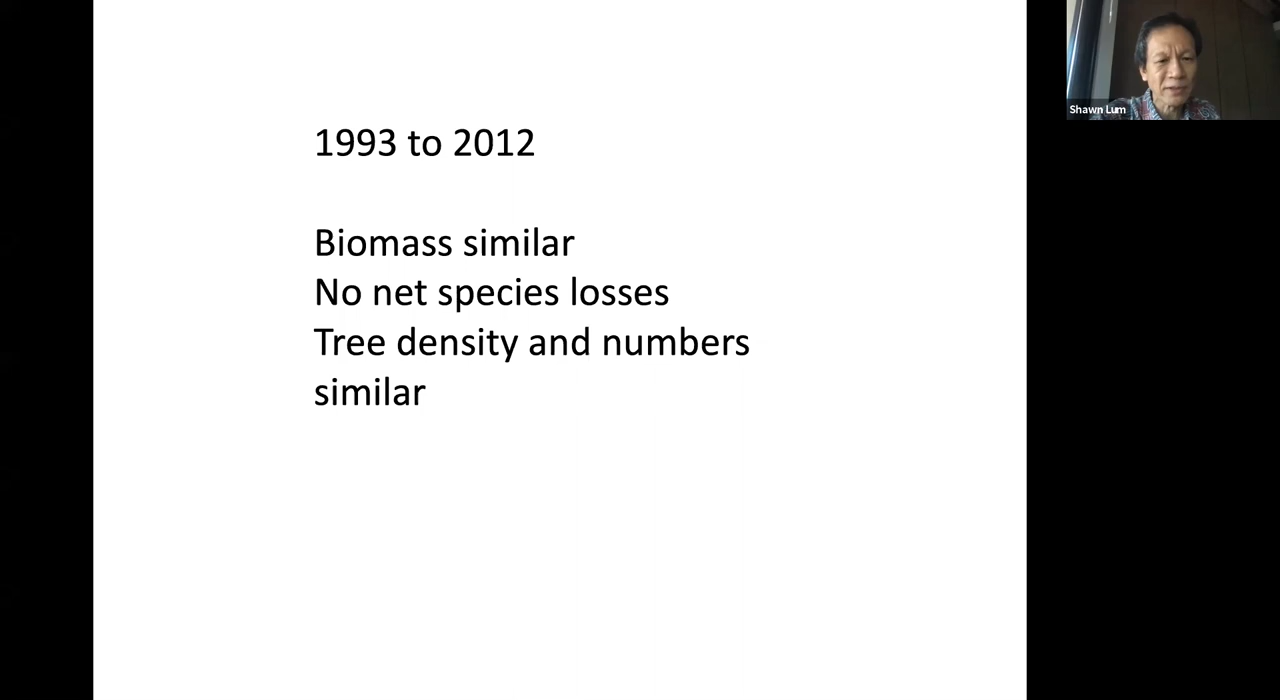 1993 to 2012
Biomass similar
No net species losses
Tree density and numbers
similar
Shawn Lum